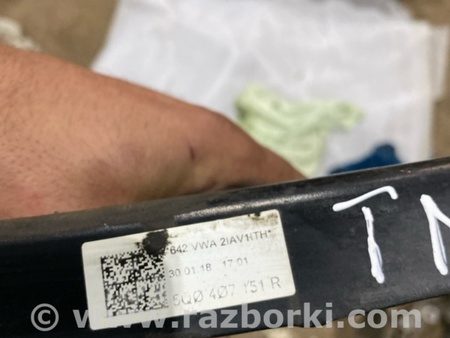 *642 VWA 2IAV1TH*
30.01.18 17:01
5Q0 407 151 R
TN
© www.razborki.com